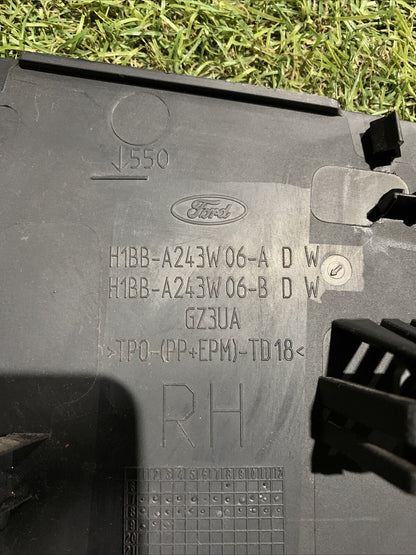 550
Ford
H1BB-A243W06-A D W
H1BB-A243W06-B D W
GZ3UA
>TPO-(PP+EPM)-TD18<
RH